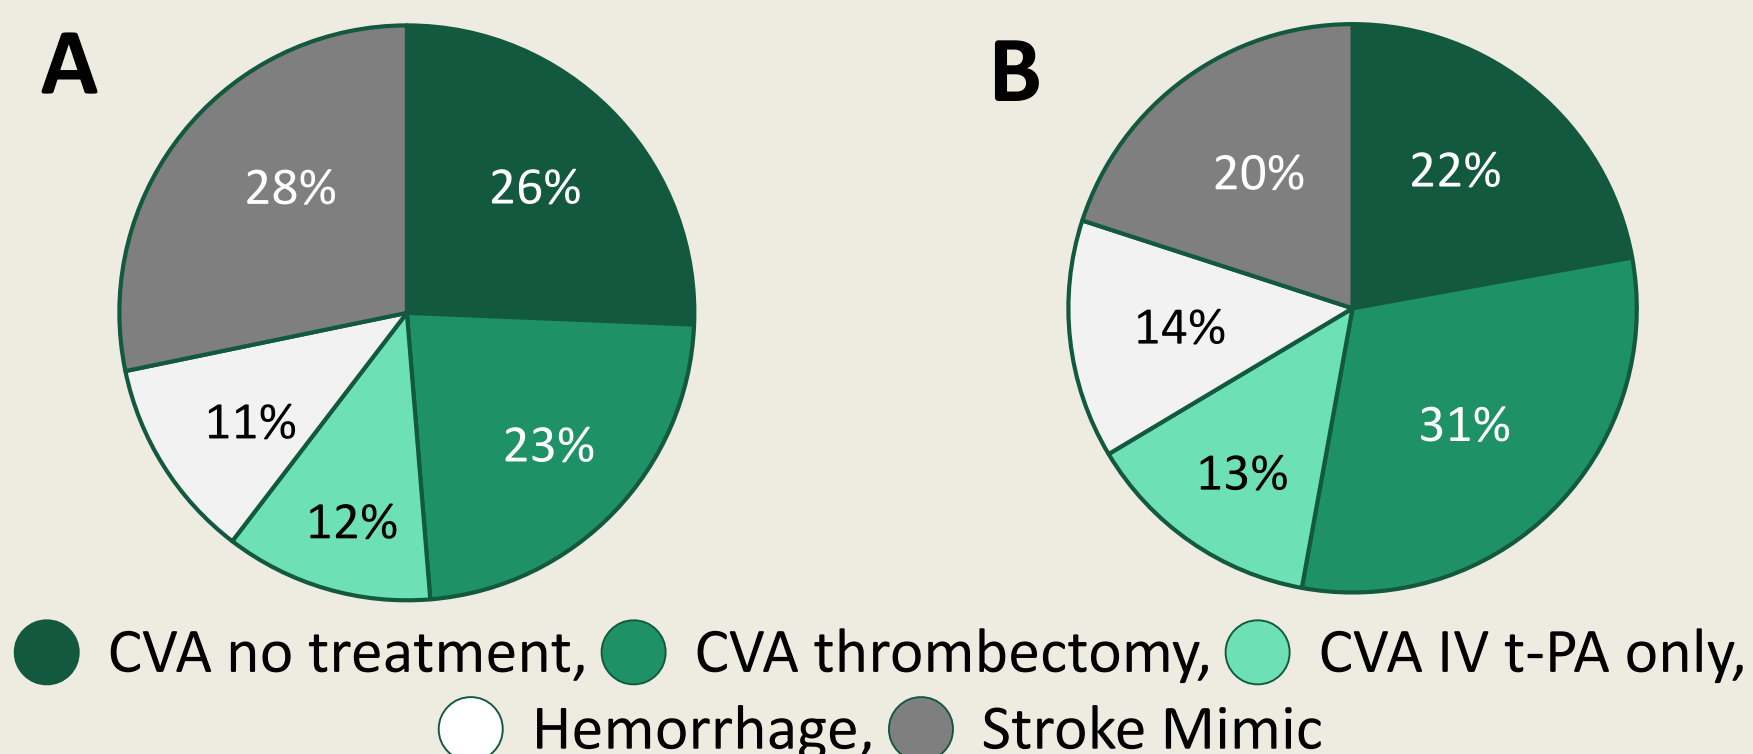 A
B
28%
26%
11%
12%
23%
20%
22%
14%
13%
31%
CVA no treatment, CVA thrombectomy, CVA IV t-PA only,
Hemorrhage, Stroke Mimic